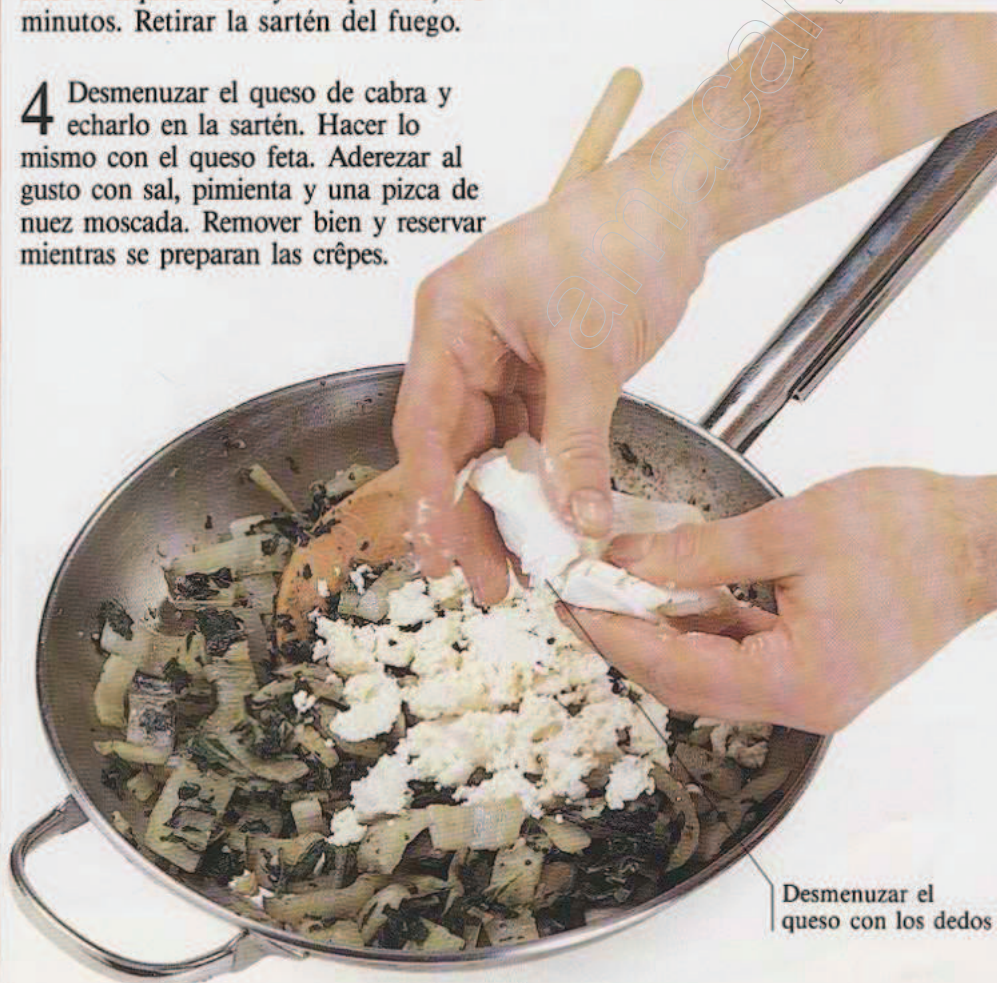 minutos. Retirar la sartén del fuego.
4 Desmenuzar el queso de cabra y
echarlo en la sartén. Hacer lo
mismo con el queso feta. Aderezar al
gusto con sal, pimienta y una pizca de
nuez moscada. Remover bien y reservar
mientras se preparan las crêpes.
Desmenuzar el
queso con los dedos